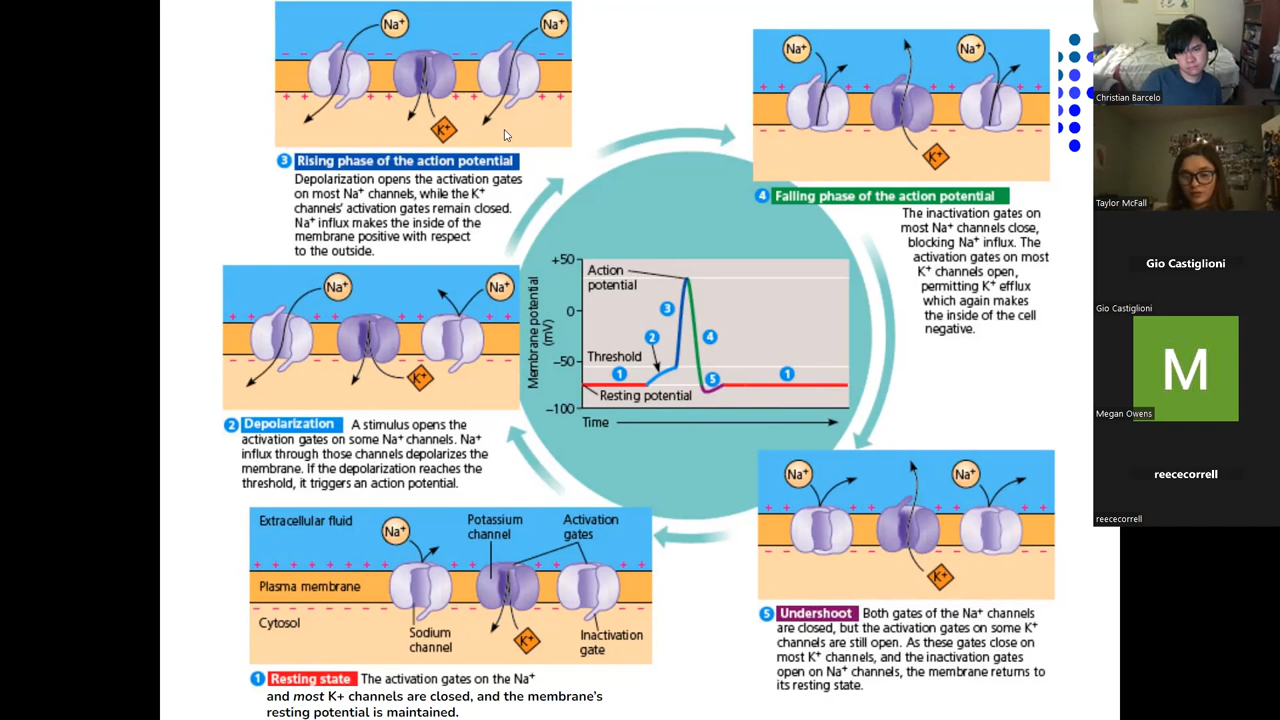 Na⁺
Na⁺
K⁺
3 Rising phase of the action potential
Depolarization opens the activation gates
on most Na⁺ channels, while the K⁺
channels' activation gates remain closed.
Na⁺ influx makes the inside of the
membrane positive with respect
to the outside.
Na⁺
Na⁺
K⁺
4 Falling phase of the action potential
The inactivation gates on
most Na⁺ channels close,
blocking Na⁺ influx. The
activation gates on most
K⁺ channels open,
permitting K⁺ efflux
which again makes
the inside of the cell
negative.
Na⁺
Na⁺
K⁺
2 Depolarization A stimulus opens the
activation gates on some Na⁺ channels. Na⁺
influx through those channels depolarizes the
membrane. If the depolarization reaches the
threshold, it triggers an action potential.
Membrane potential
(mV)
+50
0
−50
−100
Action
potential
3
2
4
Threshold
1
5
1
Resting potential
Time
Extracellular fluid
Na⁺
Potassium
channel
Activation
gates
Plasma membrane
Cytosol
Sodium
channel
K⁺
Inactivation
gate
1 Resting state The activation gates on the Na⁺
and most K+ channels are closed, and the membrane's
resting potential is maintained.
Na⁺
Na⁺
K⁺
5 Undershoot Both gates of the Na⁺ channels
are closed, but the activation gates on some K⁺
channels are still open. As these gates close on
most K⁺ channels, and the inactivation gates
open on Na⁺ channels, the membrane returns to
its resting state.
Christian Barcelo
Taylor McFall
Gio Castiglioni
Gio Castiglioni
M
Megan Owens
reececorrell
reececorrell